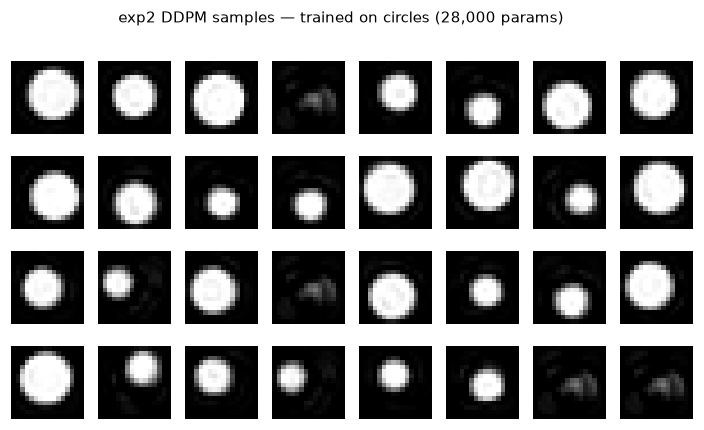 exp2 DDPM samples — trained on circles (28,000 params)